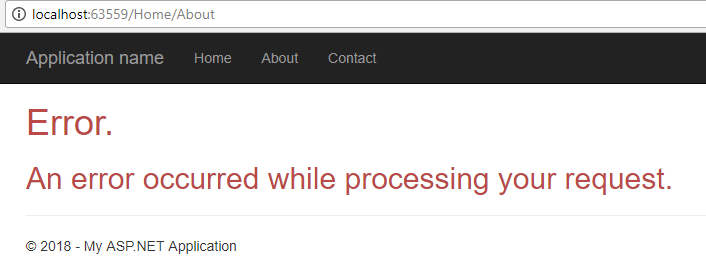 localhost:63559/Home/About
Application name Home About Contact
Error.
An error occurred while processing your request.
© 2018 - My ASP.NET Application